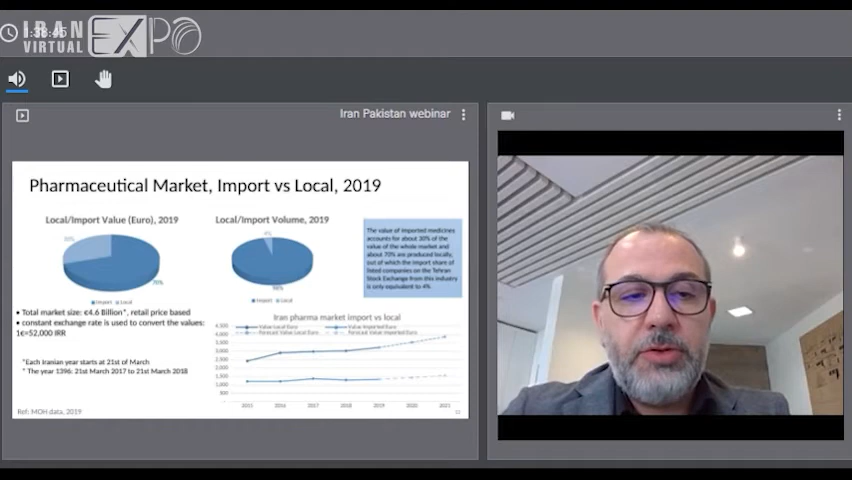 IRAN
VIRTUAL
EXPO
1:38:45
Iran Pakistan webinar
Pharmaceutical Market, Import vs Local, 2019
Local/Import Value (Euro), 2019
30%
70%
Import Local
Local/Import Volume, 2019
4%
96%
Import Local
The value of imported medicines
accounts for about 30% of the
value of the whole market and
about 70% are produced locally,
out of which the import share of
listed companies on the Tehran
Stock Exchange from this industry
is only equivalent to 4%
• Total market size: €4.6 Billion*, retail price based
• constant exchange rate is used to convert the values:
1€=52,000 IRR
*Each Iranian year starts at 21st of March
* The year 1396: 21st March 2017 to 21st March 2018
Iran pharma market import vs local
Value Local Euro Value Imported Euro
Forecast Value Local Euro Forecast Value Imported Euro
4,500
4,000
3,500
3,000
2,500
2,000
1,500
1,000
500
-
2015 2016 2017 2018 2019 2020 2021
Ref: MOH data, 2019